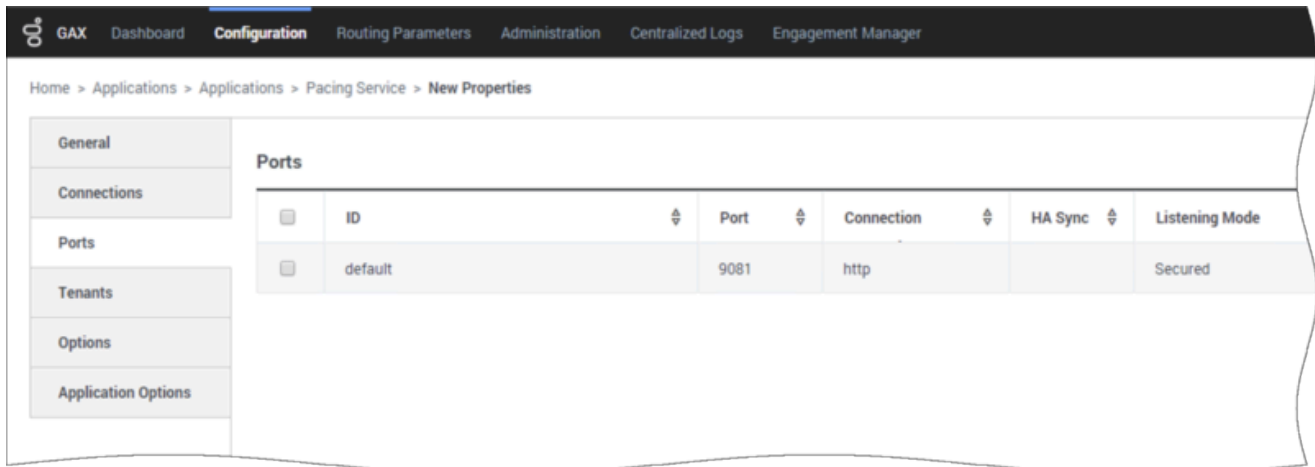 GAX Dashboard Configuration Routing Parameters Administration Centralized Logs Engagement Manager
Home > Applications > Applications > Pacing Service > New Properties
General
Connections
Ports
Tenants
Options
Application Options
Ports
ID Port Connection HA Sync Listening Mode
default 9081 http Secured